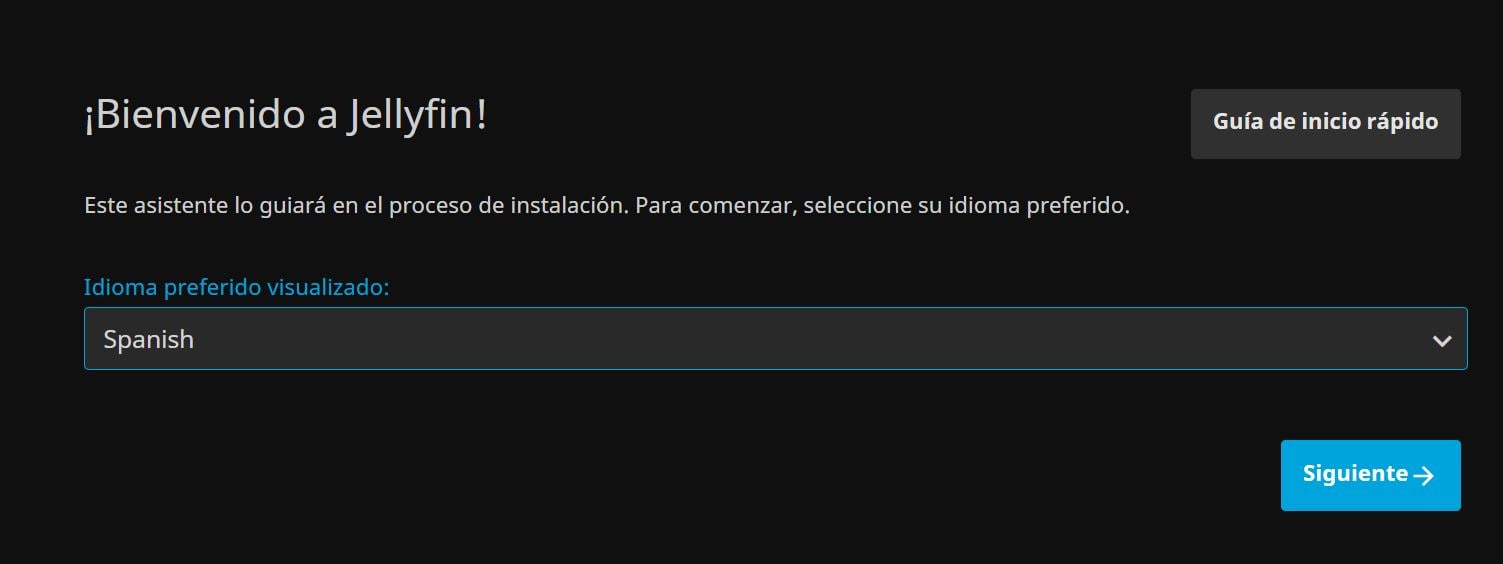 ¡Bienvenido a Jellyfin!
Guía de inicio rápido
Este asistente lo guiará en el proceso de instalación. Para comenzar, seleccione su idioma preferido.
Idioma preferido visualizado:
Spanish
Siguiente